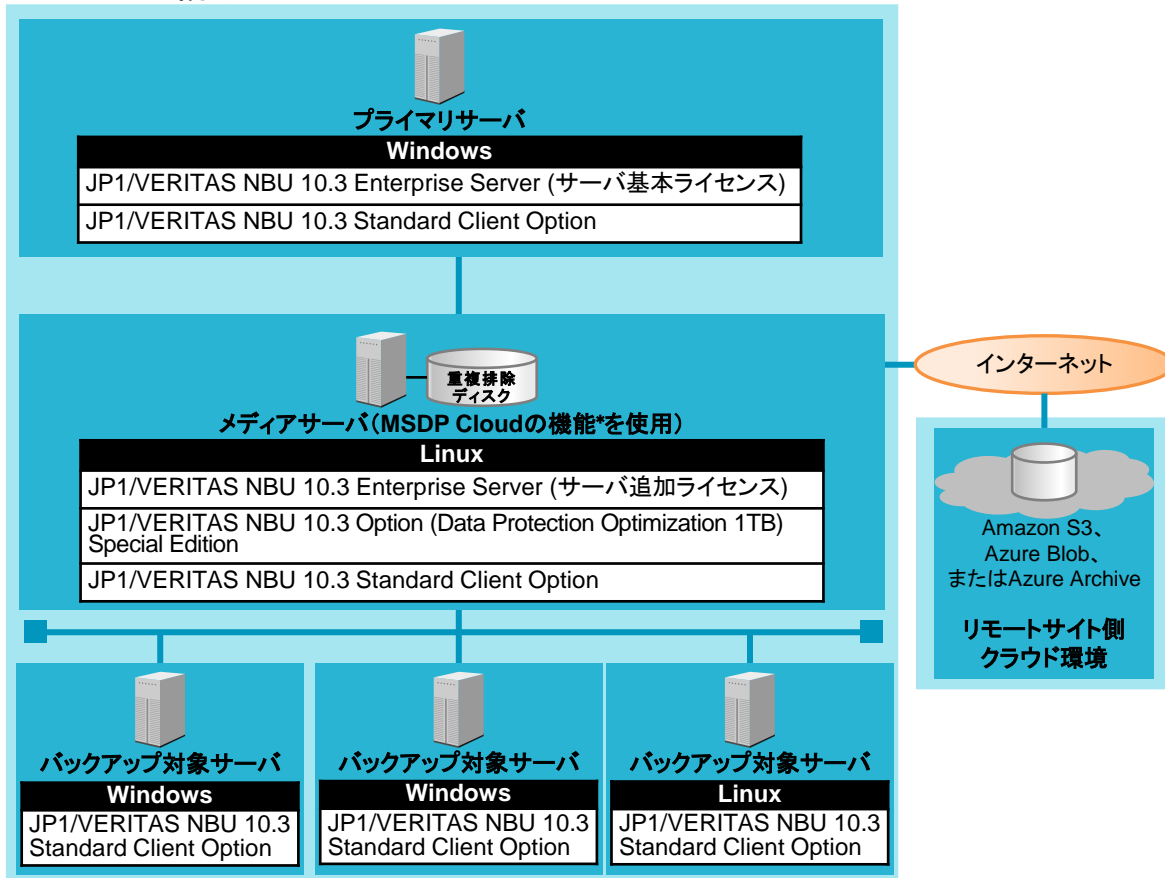 プライマリサーバ
Windows
JP1/VERITAS NBU 10.3 Enterprise Server (サーバ基本ライセンス)
JP1/VERITAS NBU 10.3 Standard Client Option
重複排除
ディスク
メディアサーバ(MSDP Cloudの機能*を使用)
Linux
JP1/VERITAS NBU 10.3 Enterprise Server (サーバ追加ライセンス)
JP1/VERITAS NBU 10.3 Option (Data Protection Optimization 1TB)
Special Edition
JP1/VERITAS NBU 10.3 Standard Client Option
インターネット
Amazon S3、
Azure Blob、
またはAzure Archive
リモートサイト側
クラウド環境
バックアップ対象サーバ
Windows
JP1/VERITAS NBU 10.3
Standard Client Option
バックアップ対象サーバ
Windows
JP1/VERITAS NBU 10.3
Standard Client Option
バックアップ対象サーバ
Linux
JP1/VERITAS NBU 10.3
Standard Client Option